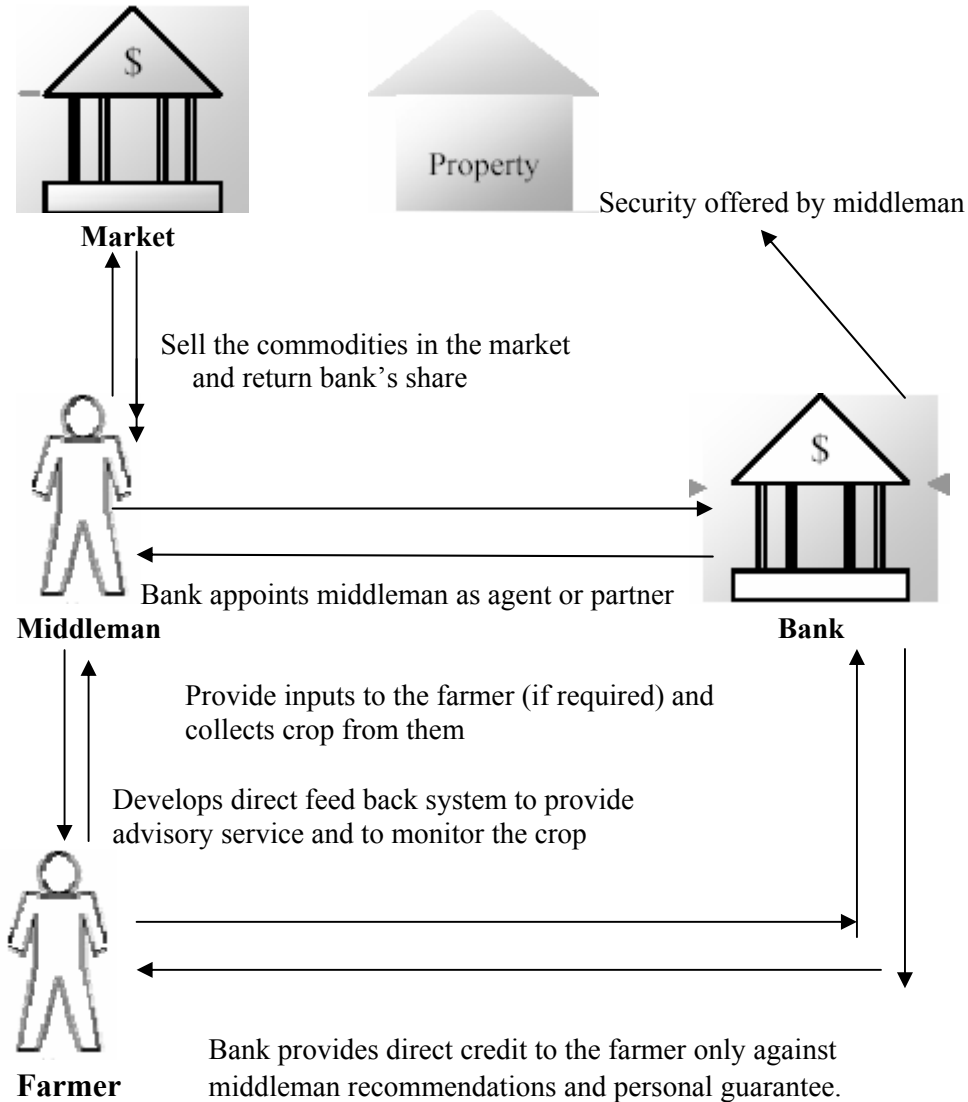 $
Property
Security offered by middleman
Market
Sell the commodities in the market
and return bank’s share
$
Bank appoints middleman as agent or partner
Middleman
Bank
Provide inputs to the farmer (if required) and
collects crop from them
Develops direct feed back system to provide
advisory service and to monitor the crop
Bank provides direct credit to the farmer only against
Farmer
middleman recommendations and personal guarantee.